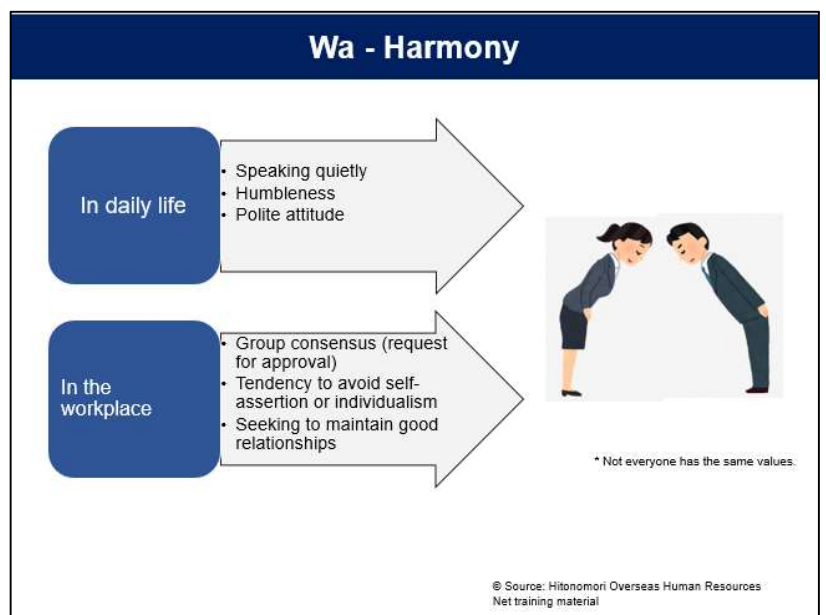 Wa - Harmony
In daily life
• Speaking quietly
• Humbleness
• Polite attitude
In the
workplace
• Group consensus (request
for approval)
• Tendency to avoid self-
assertion or individualism
• Seeking to maintain good
relationships
* Not everyone has the same values.
© Source: Hitonomori Overseas Human Resources
Net training material